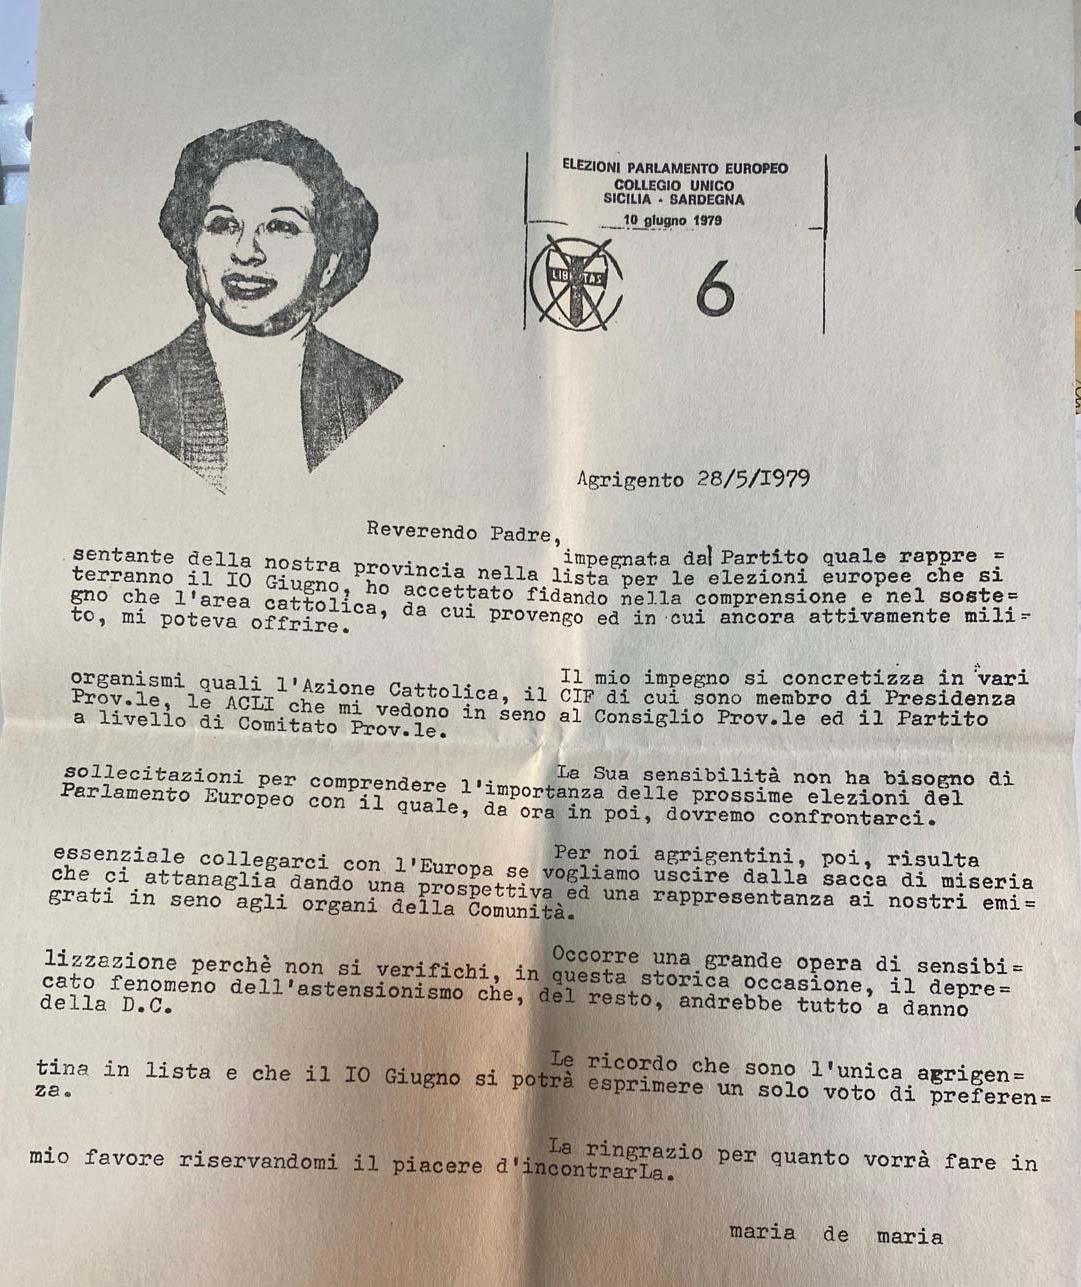 ELEZIONI PARLAMENTO EUROPEO
COLLEGIO UNICO
SICILIA - SARDEGNA
10 giugno 1979
LIBERTAS
6
Agrigento 28/5/I979
Reverendo Padre,
impegnata dal Partito quale rappre =
sentante della nostra provincia nella lista per le elezioni europee che si
terranno il IO Giugno, ho accettato fidando nella comprensione e nel soste=
gno che l'area cattolica, da cui provengo ed in cui ancora attivamente mili=
to, mi poteva offrire.
Il mio impegno si concretizza in vari
organismi quali l'Azione Cattolica, il CIF di cui sono membro di Presidenza
Prov.le, le ACLI che mi vedono in seno al Consiglio Prov.le ed il Partito
a livello di Comitato Prov.le.
La Sua sensibilità non ha bisogno di
sollecitazioni per comprendere l'importanza delle prossime elezioni del
Parlamento Europeo con il quale, da ora in poi, dovremo confrontarci.
Per noi agrigentini, poi, risulta
essenziale collegarci con l'Europa se vogliamo uscire dalla sacca di miseria
che ci attanaglia dando una prospettiva ed una rappresentanza ai nostri emi=
grati in seno agli organi della Comunità.
Occorre una grande opera di sensibi=
lizzazione perchè non si verifichi, in questa storica occasione, il depre=
cato fenomeno dell'astensionismo che, del resto, andrebbe tutto a danno
della D.C.
Le ricordo che sono l'unica agrigen=
tina in lista e che il IO Giugno si potrà esprimere un solo voto di preferen=
za.
La ringrazio per quanto vorrà fare in
mio favore riservandomi il piacere d'incontrarLa.
maria de maria